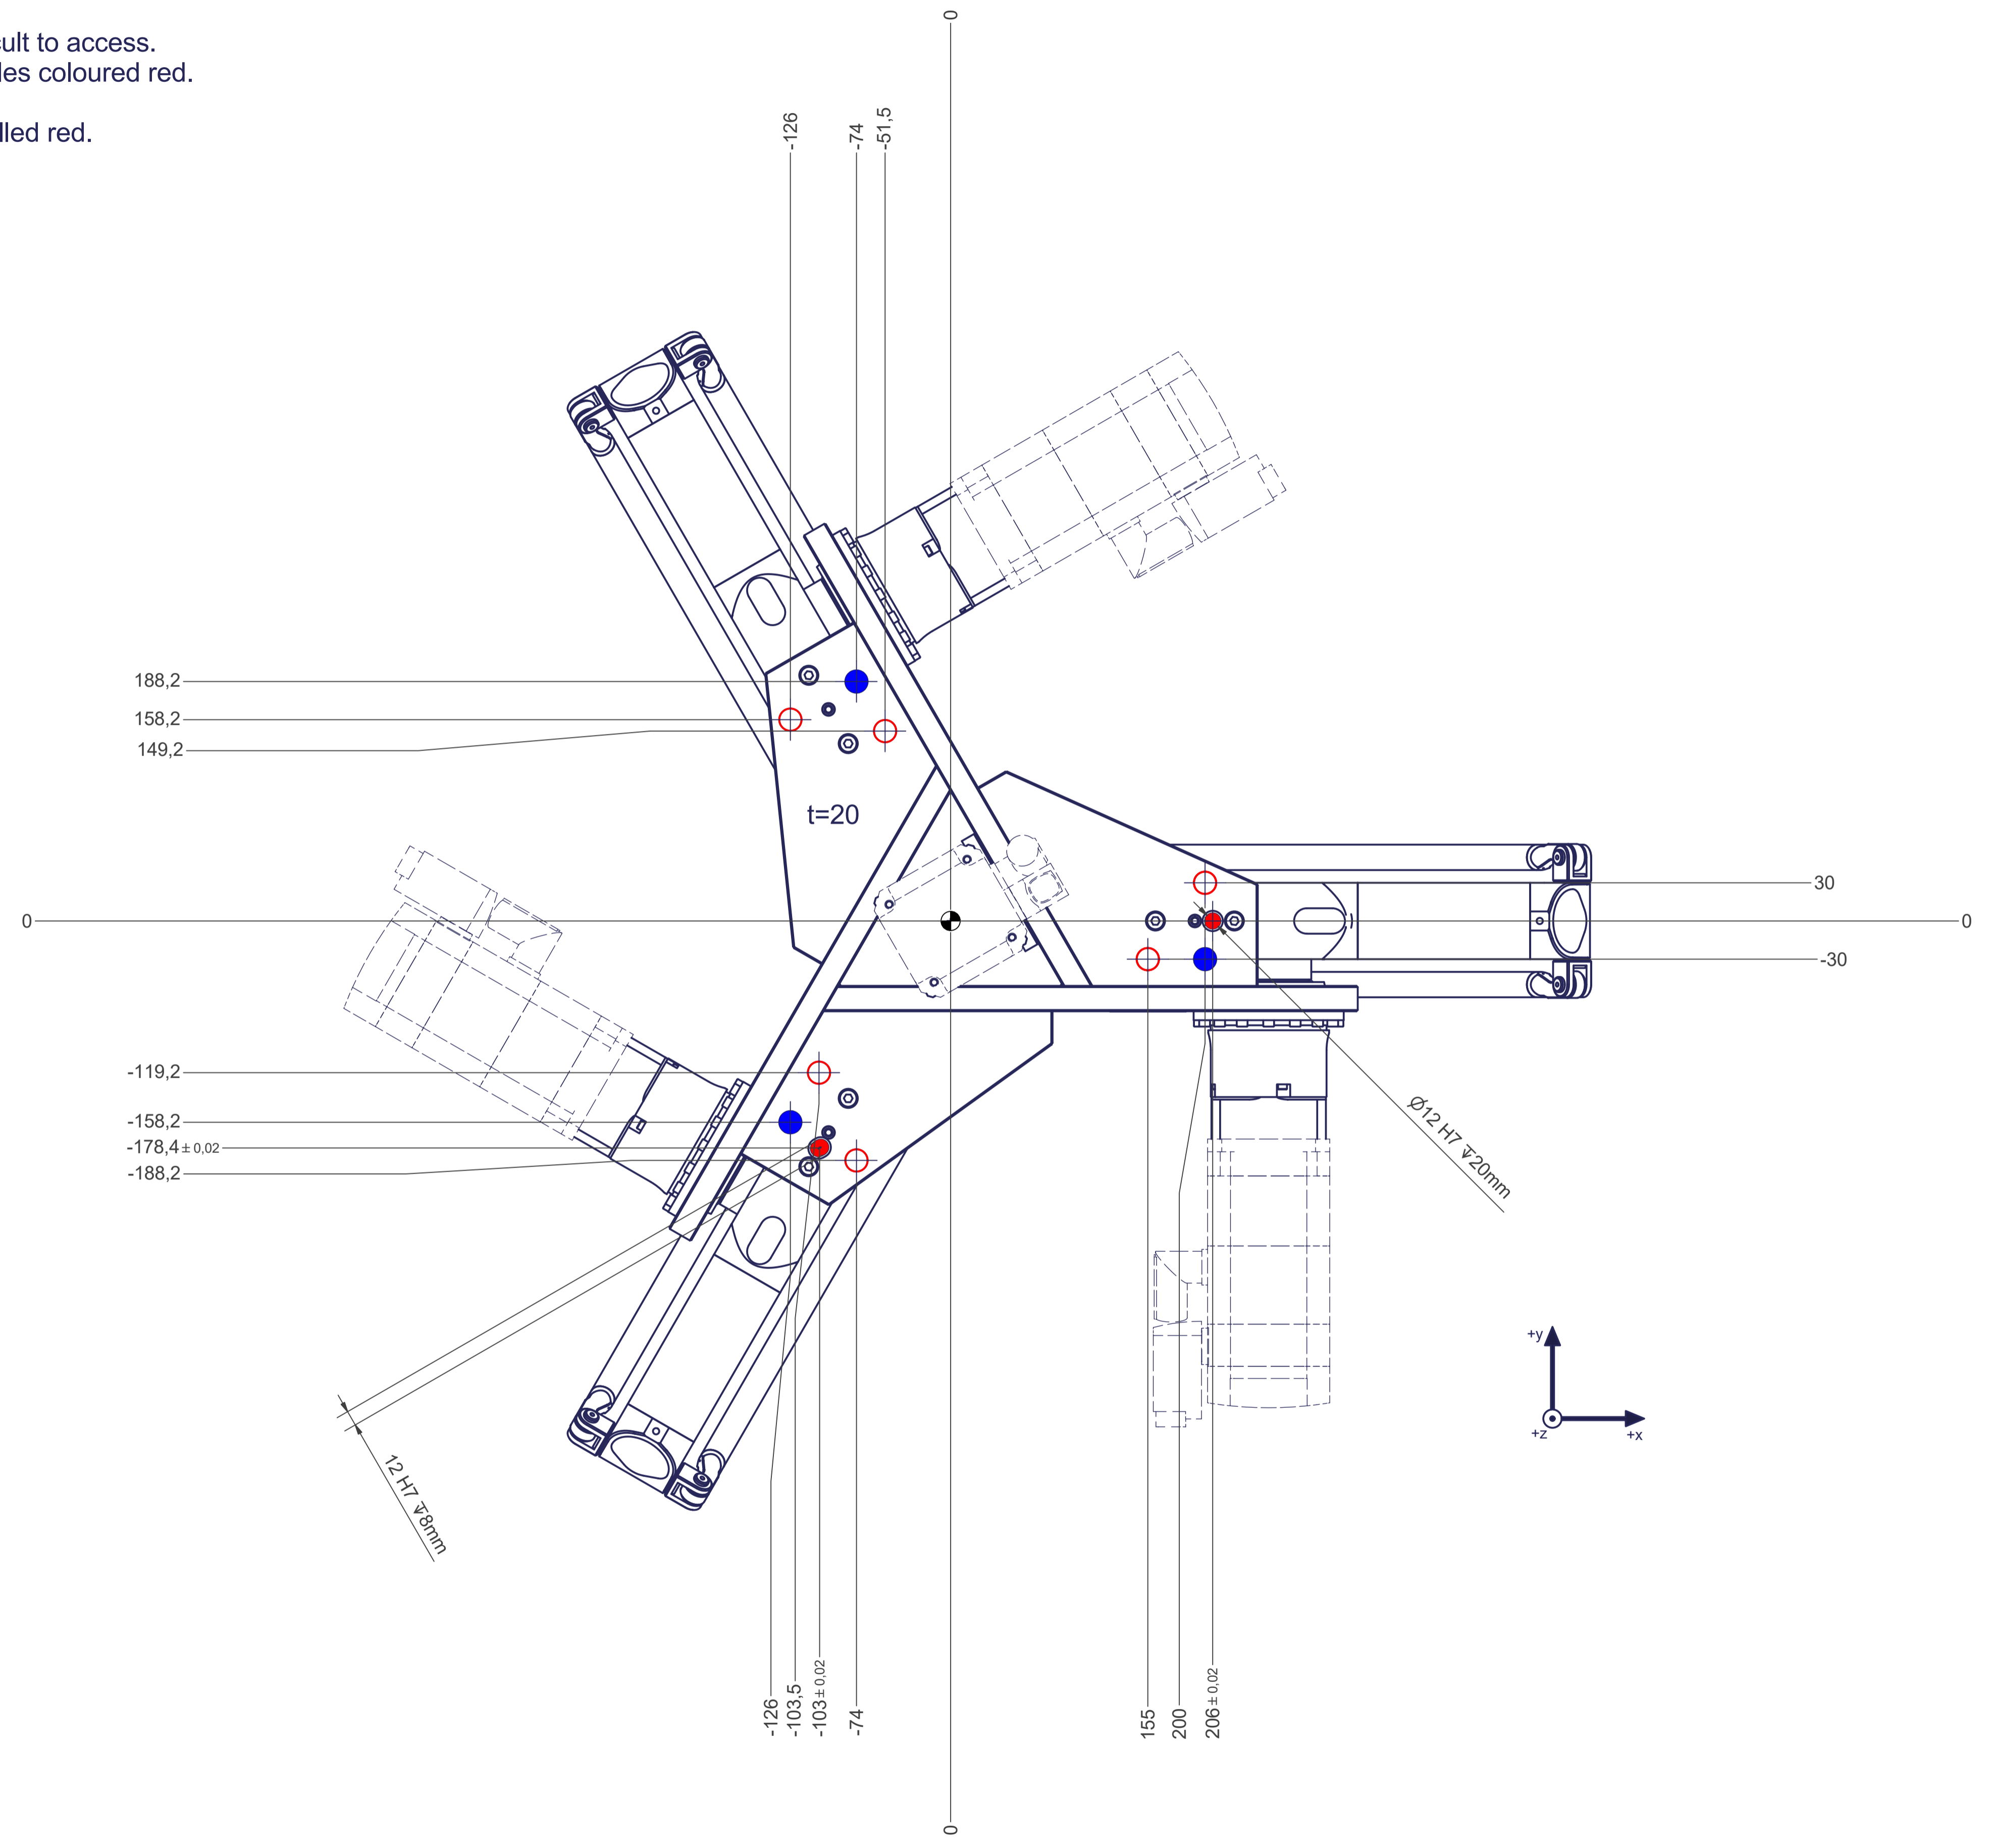 0
ult to access.
les coloured red.
lled red.
-126
-74
-51,5
188,2
158,2
149,2
t=20
30
0
0
-30
-119,2
-158,2
-178,4 ± 0,02
-188,2
Ø12 H7 ↧20mm
12 H7 ↧8mm
+y
+z
+x
-126
-103,5
-103 ± 0,02
-74
155
200
206 ± 0,02
0